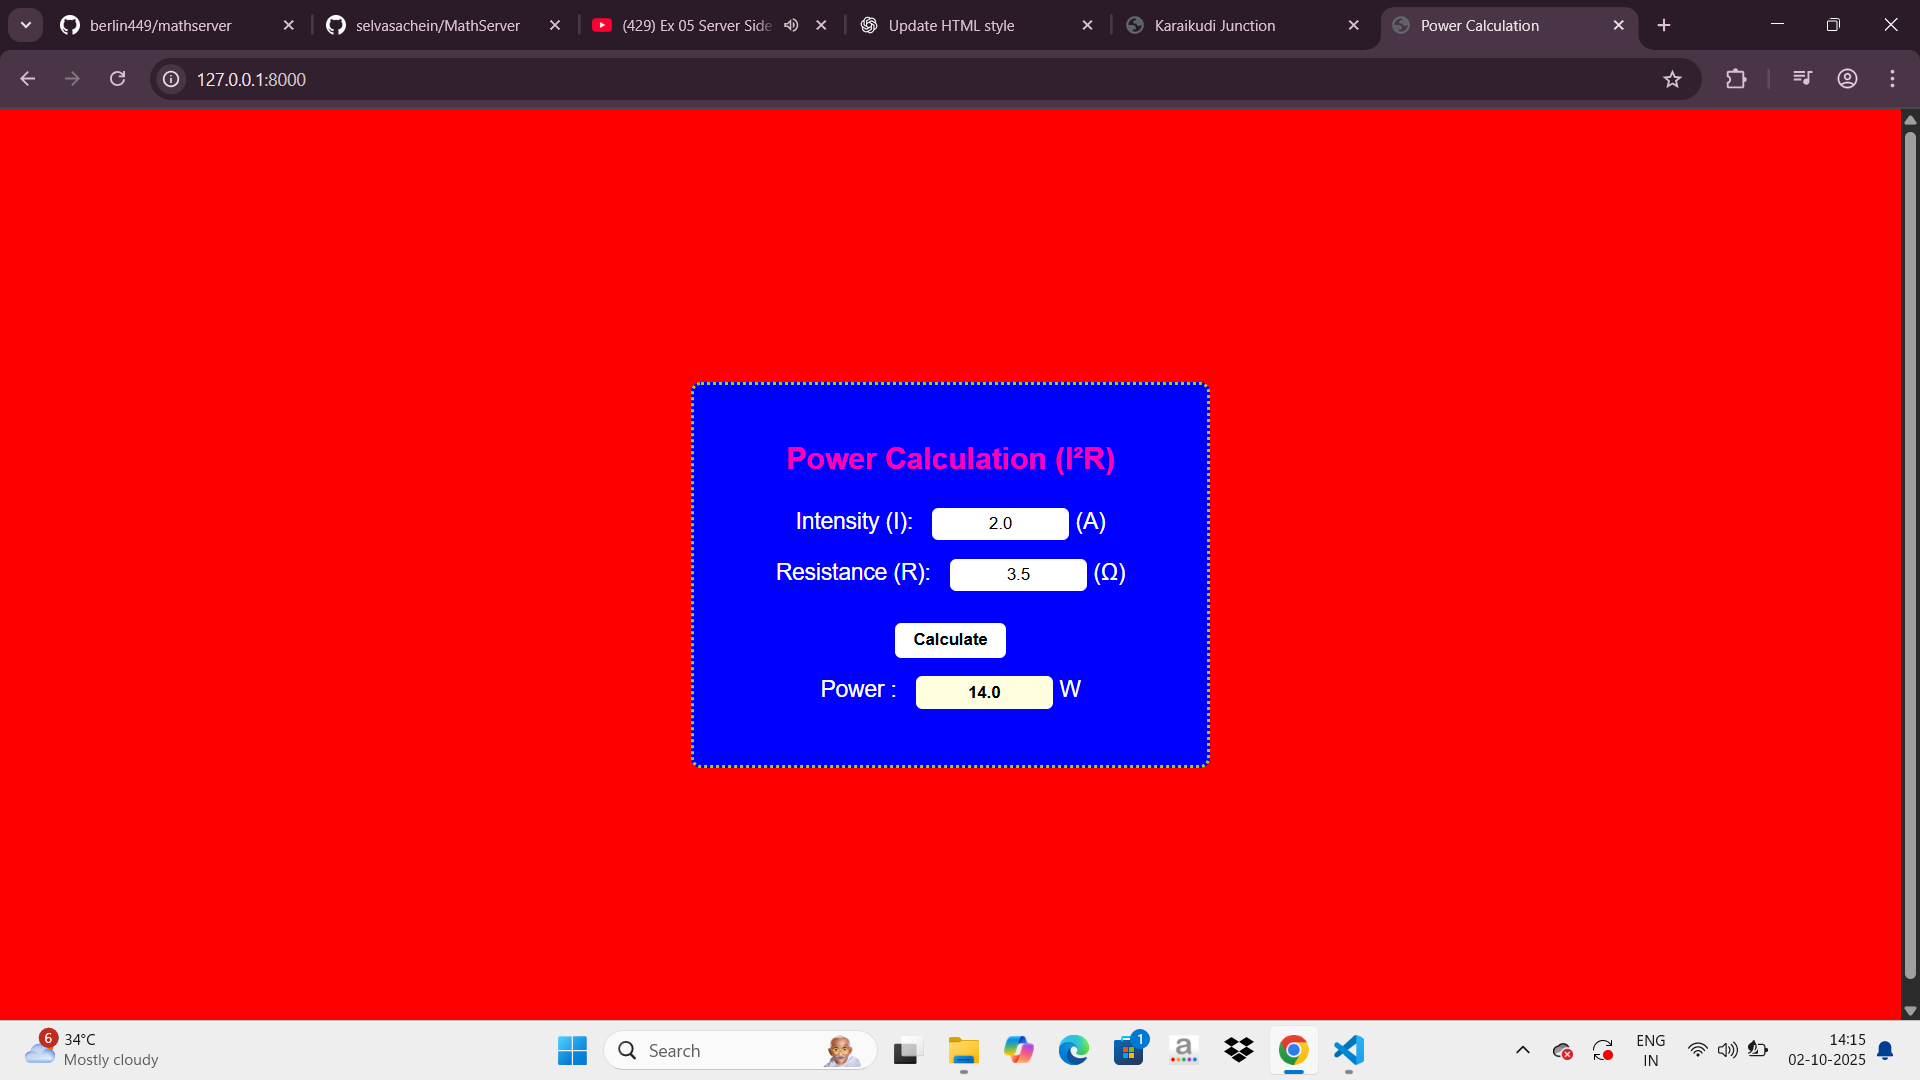 berlin449/mathserver
selvasachein/MathServer
(429) Ex 05 Server Side
Update HTML style
Karaikudi Junction
Power Calculation
127.0.0.1:8000
Power Calculation (I²R)
Intensity (I): 2.0 (A)
Resistance (R): 3.5 (Ω)
Calculate
Power : 14.0 W
6
34°C
Mostly cloudy
Search
1
a
ENG
IN
14:15
02-10-2025